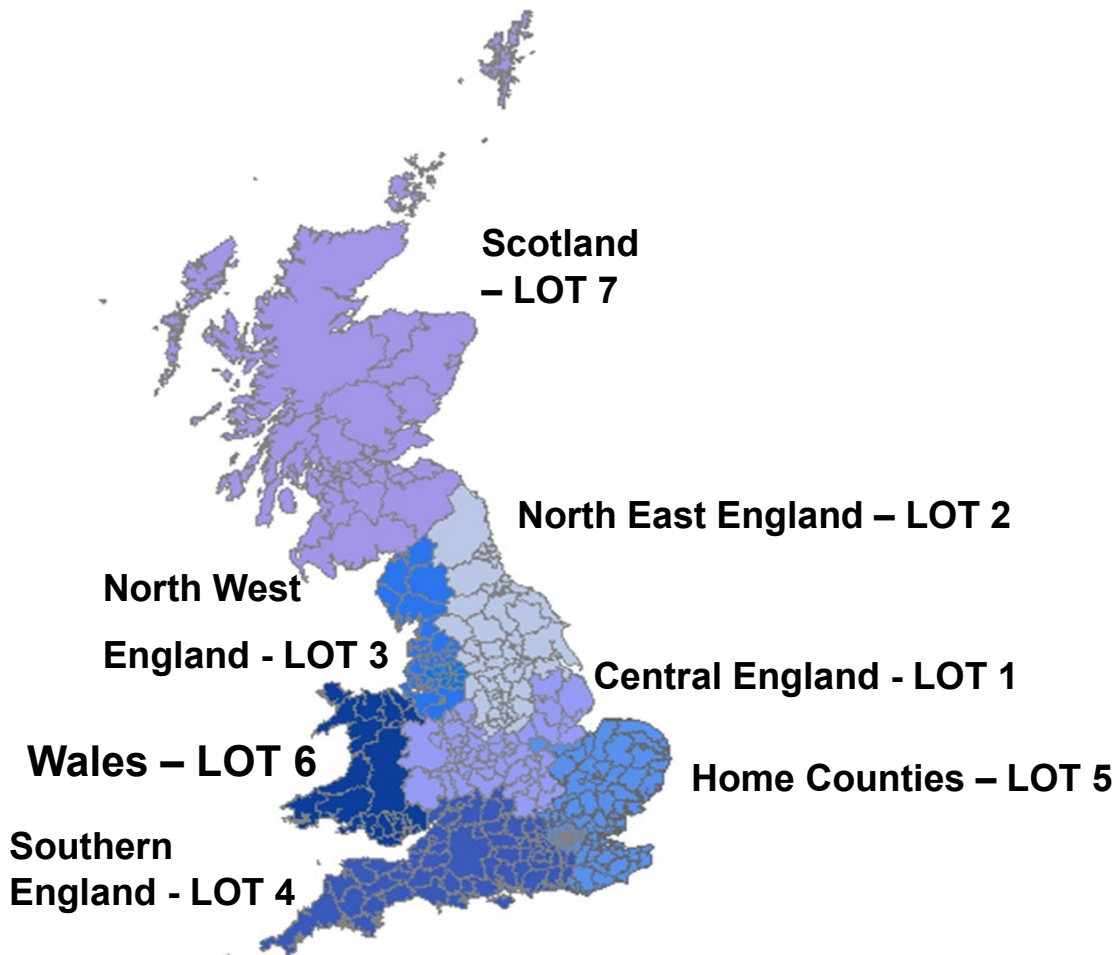 Scotland
– LOT 7
North East England – LOT 2
North West
England - LOT 3
Central England - LOT 1
Wales – LOT 6
Home Counties – LOT 5
Southern
England - LOT 4